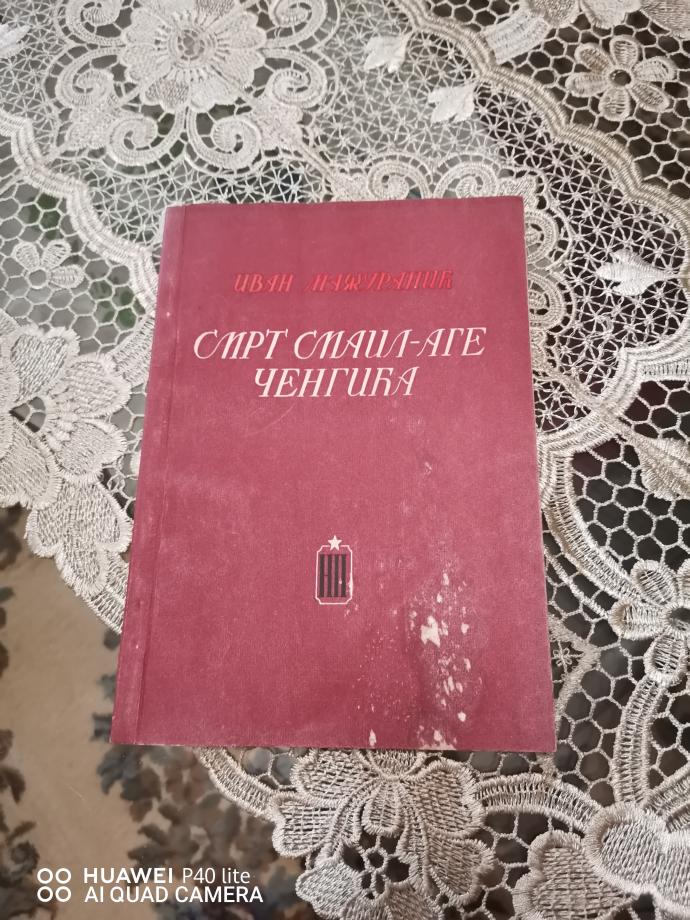 ИВАН МАЖУРАНИЋ
СМРТ СМАИЛ-АГЕ
ЧЕНГИЋА
HUAWEI P40 lite
AI QUAD CAMERA